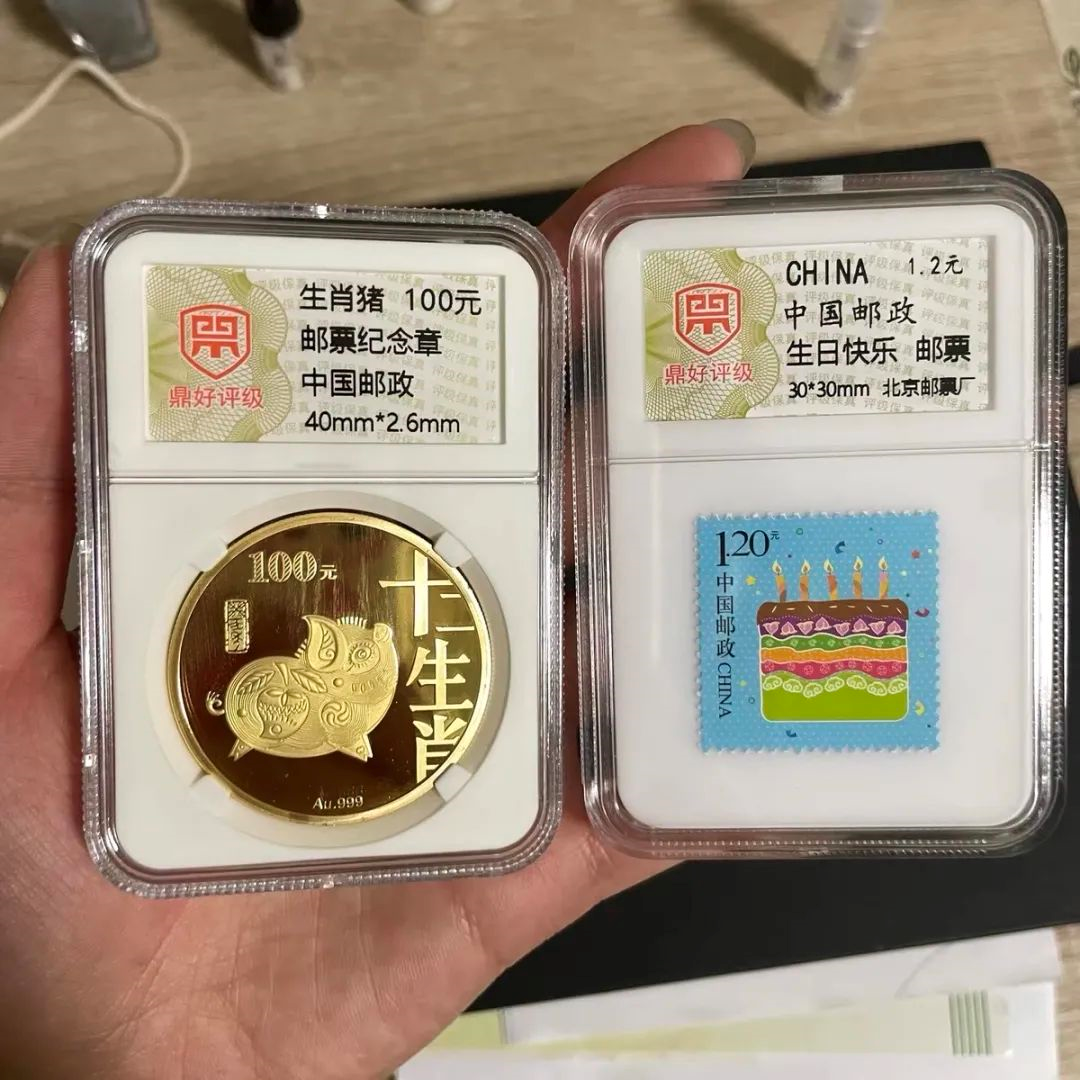 生肖猪 100元
邮票纪念章
中国邮政
40mm*2.6mm
鼎好评级
100元
十二生肖
Au.999
CHINA 1.2元
中国邮政
生日快乐 邮票
30*30mm 北京邮票厂
鼎好评级
1.20元
中国邮政 CHINA